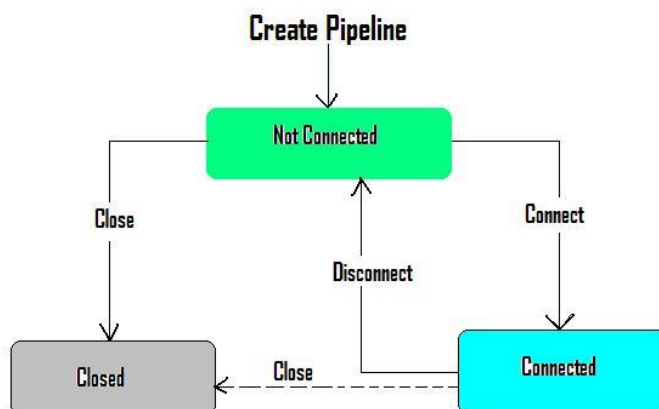 Create Pipeline
Not Connected
Close
Connect
Disconnect
Closed
Close
Connected